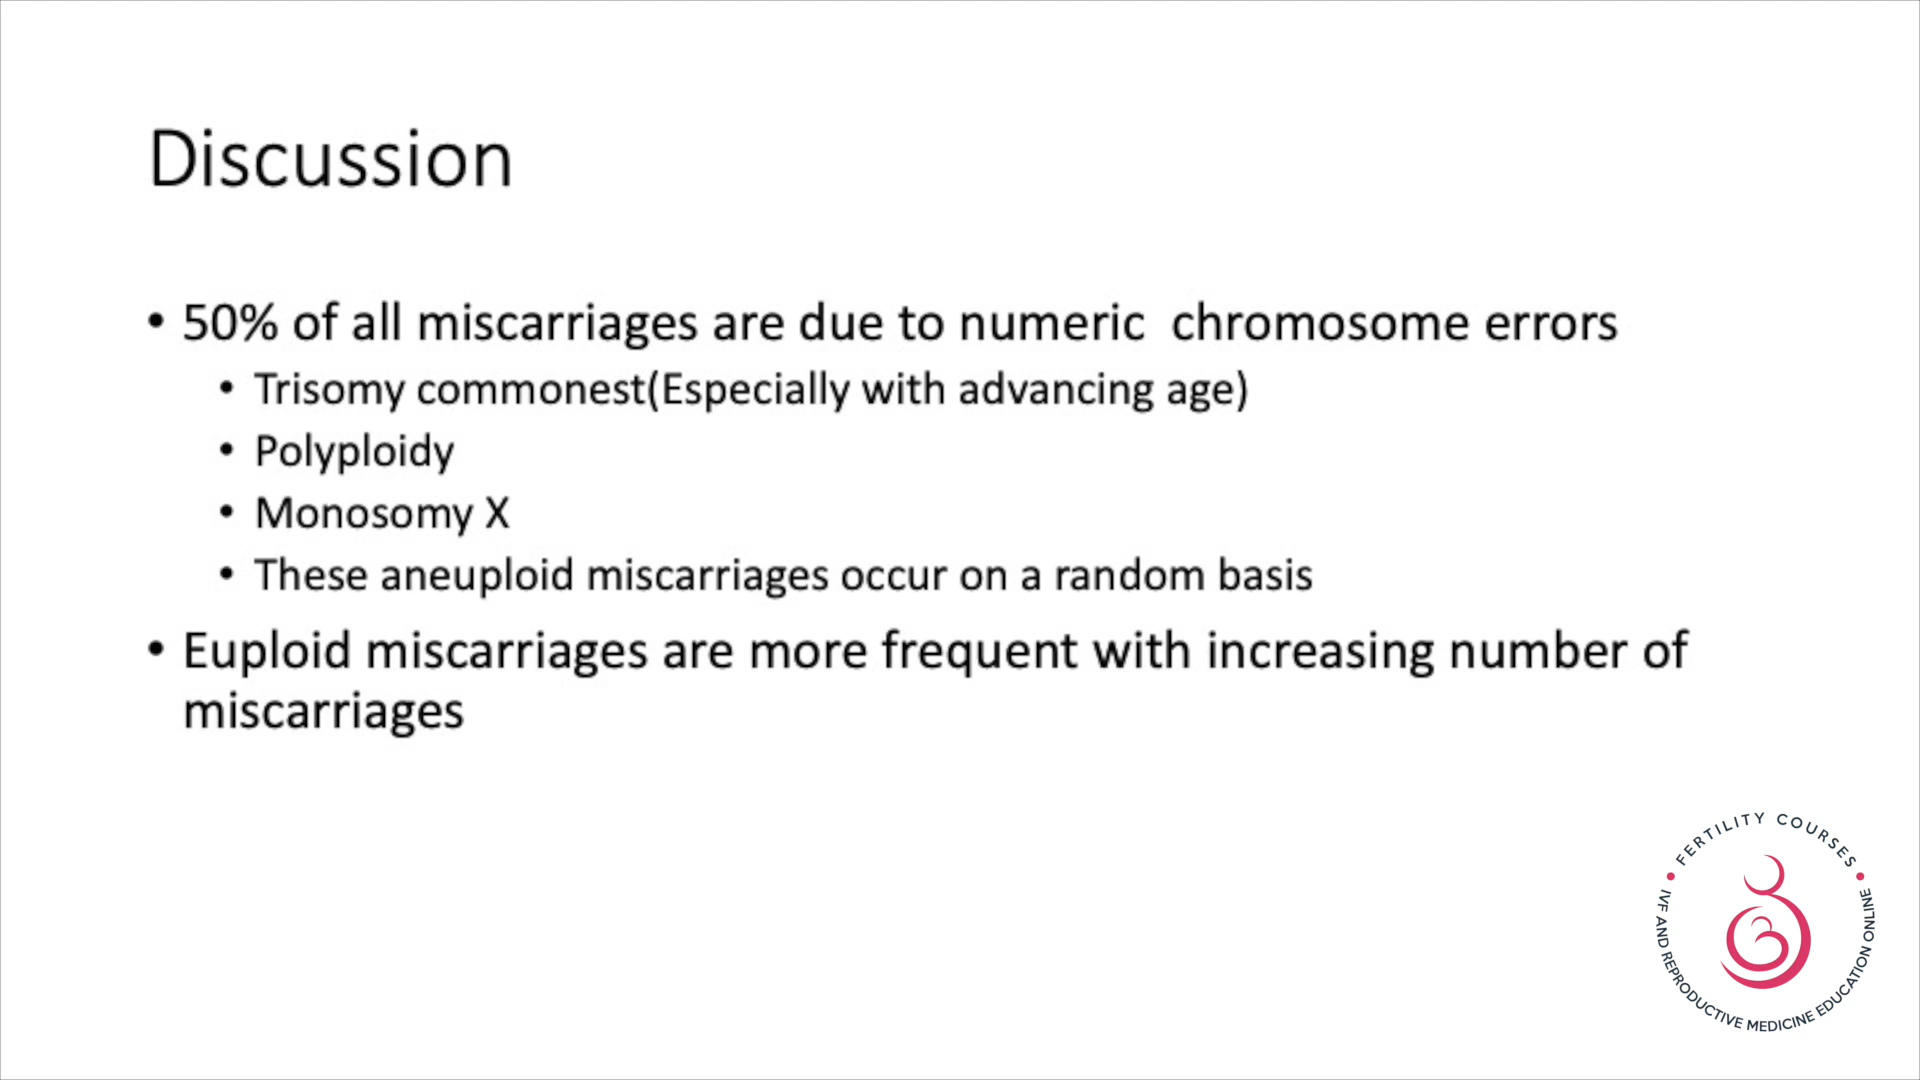 Discussion
• 50% of all miscarriages are due to numeric  chromosome errors
• Trisomy commonest(Especially with advancing age)
• Polyploidy
• Monosomy X
• These aneuploid miscarriages occur on a random basis
• Euploid miscarriages are more frequent with increasing number of
miscarriages
• FERTILITY COURSES •
IVF AND REPRODUCTIVE MEDICINE EDUCATION ONLINE